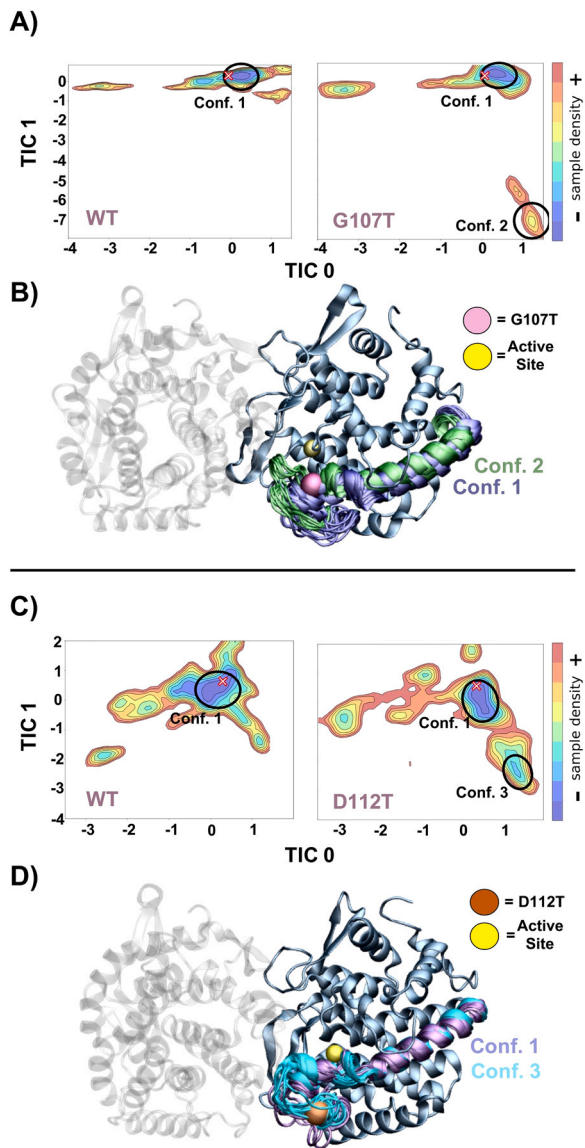 A)
TIC 1
0
-1
-2
-3
-4
-5
-6
-7
Conf. 1
WT
-4 -3 -2 -1 0 1
Conf. 1
Conf. 2
G107T
-4 -3 -2 -1 0 1
TIC 0
- sample density +
B)
= G107T
= Active
Site
Conf. 2
Conf. 1
C)
TIC 1
2
1
0
-1
-2
-3
-4
Conf. 1
WT
-3 -2 -1 0 1
Conf. 1
Conf. 3
D112T
-3 -2 -1 0 1
TIC 0
- sample density +
D)
= D112T
= Active
Site
Conf. 1
Conf. 3